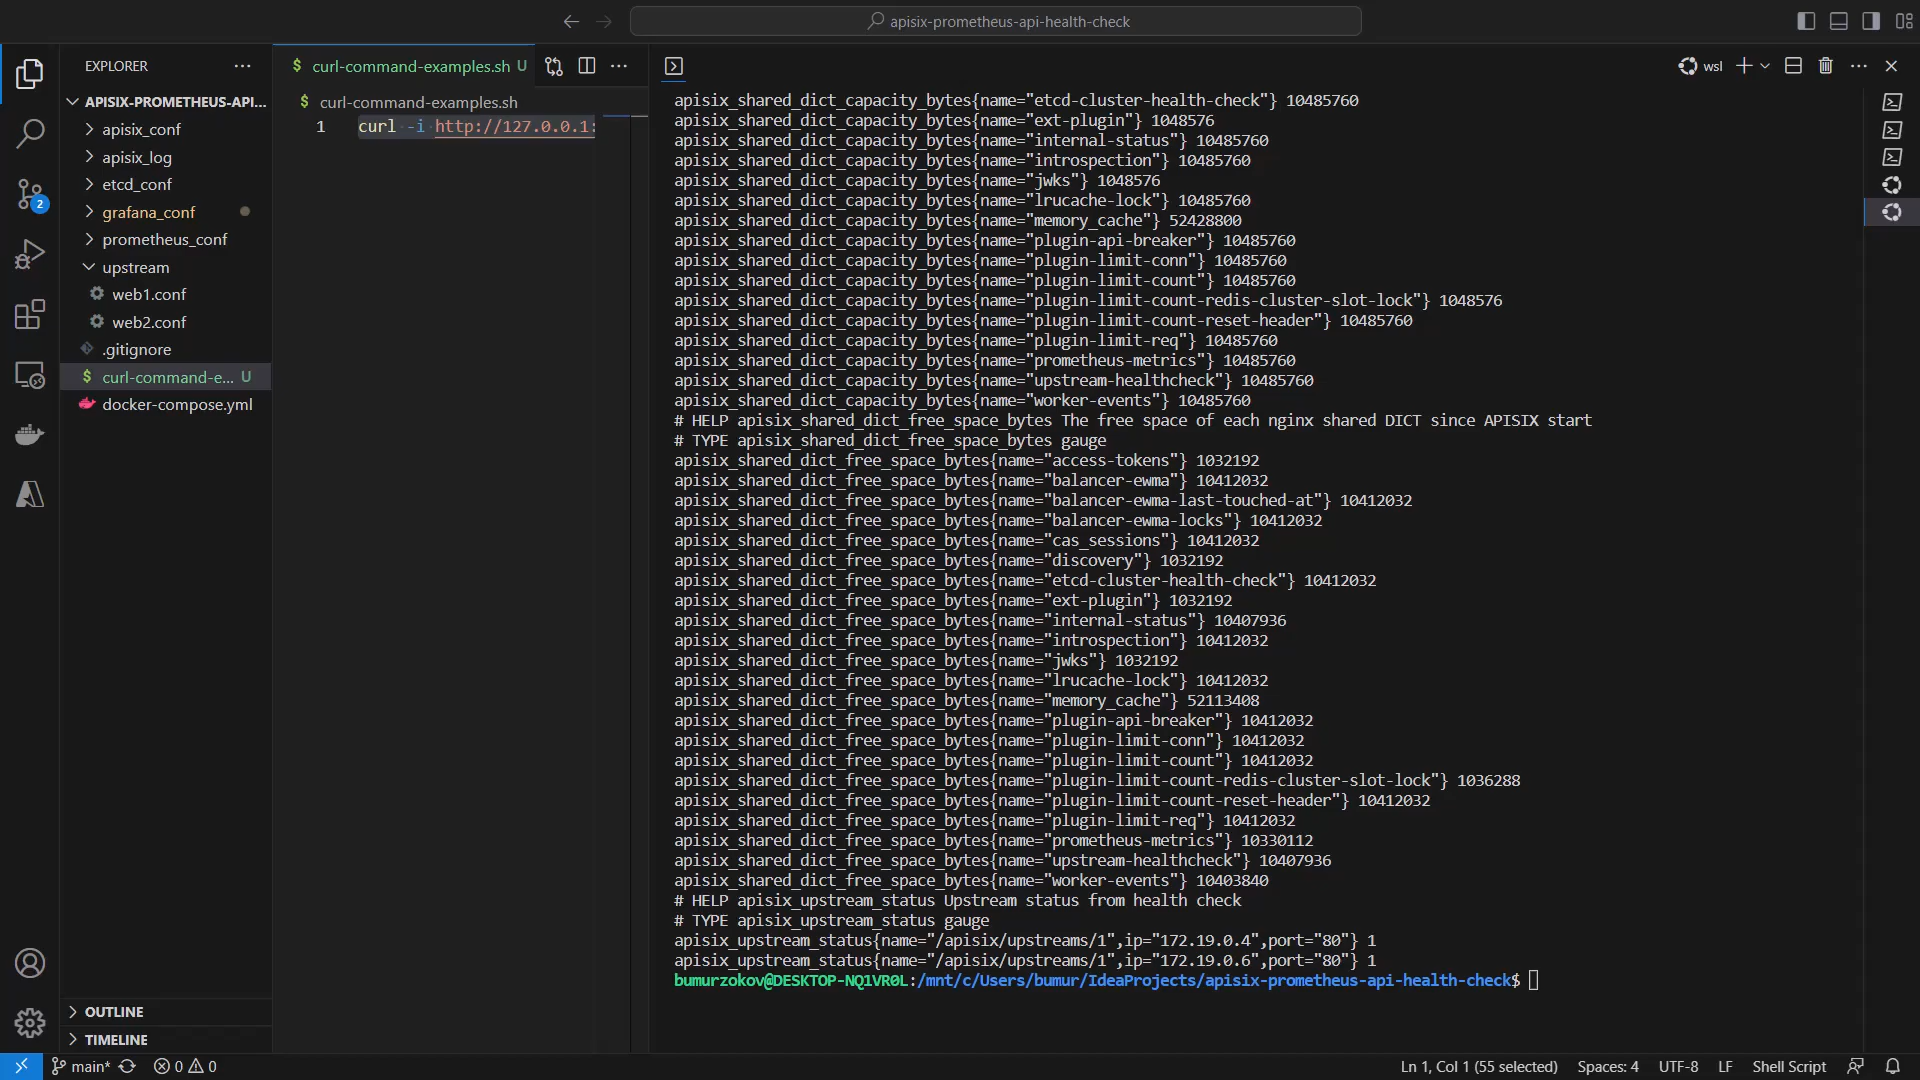 apisix-prometheus-api-health-check
EXPLORER
APISIX-PROMETHEUS-API...
apisix_conf
apisix_log
etcd_conf
grafana_conf
prometheus_conf
upstream
web1.conf
web2.conf
.gitignore
$ curl-command-e... U
docker-compose.yml
OUTLINE
TIMELINE
2
$ curl-command-examples.sh U
$ curl-command-examples.sh
1 curl -i http://127.0.0.1:
wsl
apisix_shared_dict_capacity_bytes{name="etcd-cluster-health-check"} 10485760
apisix_shared_dict_capacity_bytes{name="ext-plugin"} 1048576
apisix_shared_dict_capacity_bytes{name="internal-status"} 10485760
apisix_shared_dict_capacity_bytes{name="introspection"} 10485760
apisix_shared_dict_capacity_bytes{name="jwks"} 1048576
apisix_shared_dict_capacity_bytes{name="lrucache-lock"} 10485760
apisix_shared_dict_capacity_bytes{name="memory_cache"} 52428800
apisix_shared_dict_capacity_bytes{name="plugin-api-breaker"} 10485760
apisix_shared_dict_capacity_bytes{name="plugin-limit-conn"} 10485760
apisix_shared_dict_capacity_bytes{name="plugin-limit-count"} 10485760
apisix_shared_dict_capacity_bytes{name="plugin-limit-count-redis-cluster-slot-lock"} 1048576
apisix_shared_dict_capacity_bytes{name="plugin-limit-count-reset-header"} 10485760
apisix_shared_dict_capacity_bytes{name="plugin-limit-req"} 10485760
apisix_shared_dict_capacity_bytes{name="prometheus-metrics"} 10485760
apisix_shared_dict_capacity_bytes{name="upstream-healthcheck"} 10485760
apisix_shared_dict_capacity_bytes{name="worker-events"} 10485760
# HELP apisix_shared_dict_free_space_bytes The free space of each nginx shared DICT since APISIX start
# TYPE apisix_shared_dict_free_space_bytes gauge
apisix_shared_dict_free_space_bytes{name="access-tokens"} 1032192
apisix_shared_dict_free_space_bytes{name="balancer-ewma"} 10412032
apisix_shared_dict_free_space_bytes{name="balancer-ewma-last-touched-at"} 10412032
apisix_shared_dict_free_space_bytes{name="balancer-ewma-locks"} 10412032
apisix_shared_dict_free_space_bytes{name="cas_sessions"} 10412032
apisix_shared_dict_free_space_bytes{name="discovery"} 1032192
apisix_shared_dict_free_space_bytes{name="etcd-cluster-health-check"} 10412032
apisix_shared_dict_free_space_bytes{name="ext-plugin"} 1032192
apisix_shared_dict_free_space_bytes{name="internal-status"} 10407936
apisix_shared_dict_free_space_bytes{name="introspection"} 10412032
apisix_shared_dict_free_space_bytes{name="jwks"} 1032192
apisix_shared_dict_free_space_bytes{name="lrucache-lock"} 10412032
apisix_shared_dict_free_space_bytes{name="memory_cache"} 52113408
apisix_shared_dict_free_space_bytes{name="plugin-api-breaker"} 10412032
apisix_shared_dict_free_space_bytes{name="plugin-limit-conn"} 10412032
apisix_shared_dict_free_space_bytes{name="plugin-limit-count"} 10412032
apisix_shared_dict_free_space_bytes{name="plugin-limit-count-redis-cluster-slot-lock"} 1036288
apisix_shared_dict_free_space_bytes{name="plugin-limit-count-reset-header"} 10412032
apisix_shared_dict_free_space_bytes{name="plugin-limit-req"} 10412032
apisix_shared_dict_free_space_bytes{name="prometheus-metrics"} 10330112
apisix_shared_dict_free_space_bytes{name="upstream-healthcheck"} 10407936
apisix_shared_dict_free_space_bytes{name="worker-events"} 10403840
# HELP apisix_upstream_status Upstream status from health check
# TYPE apisix_upstream_status gauge
apisix_upstream_status{name="/apisix/upstreams/1",ip="172.19.0.4",port="80"} 1
apisix_upstream_status{name="/apisix/upstreams/1",ip="172.19.0.6",port="80"} 1
bumurzokov@DESKTOP-NQ1VR0L:/mnt/c/Users/bumur/IdeaProjects/apisix-prometheus-api-health-check$
main* 0 0
Ln 1, Col 1 (55 selected) Spaces: 4 UTF-8 LF Shell Script